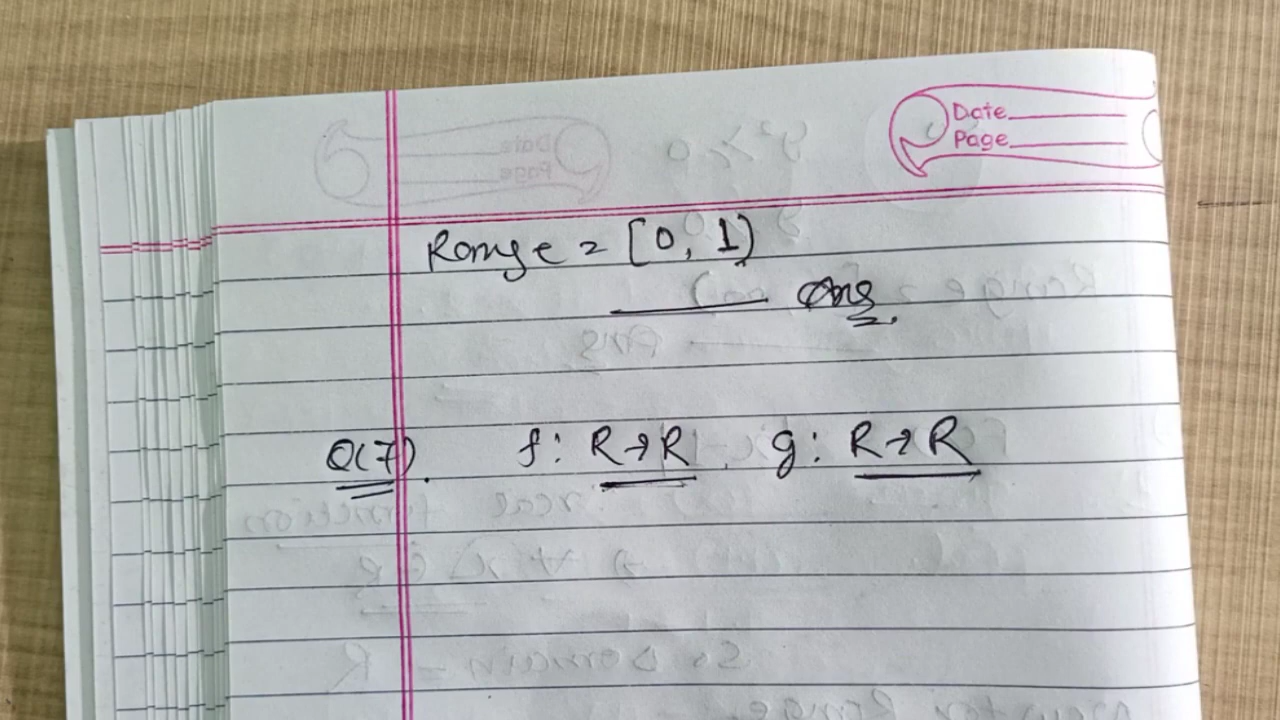 Date
Page
Range = [0, 1)
Ans
Q(7). f: R→R, g: R→R